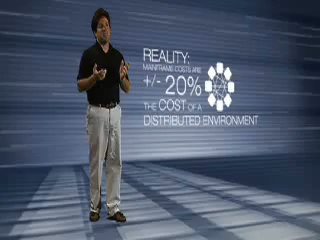 REALITY:
MAINFRAME COSTS ARE
+/- 20%
THE COST OF A
DISTRIBUTED ENVIRONMENT